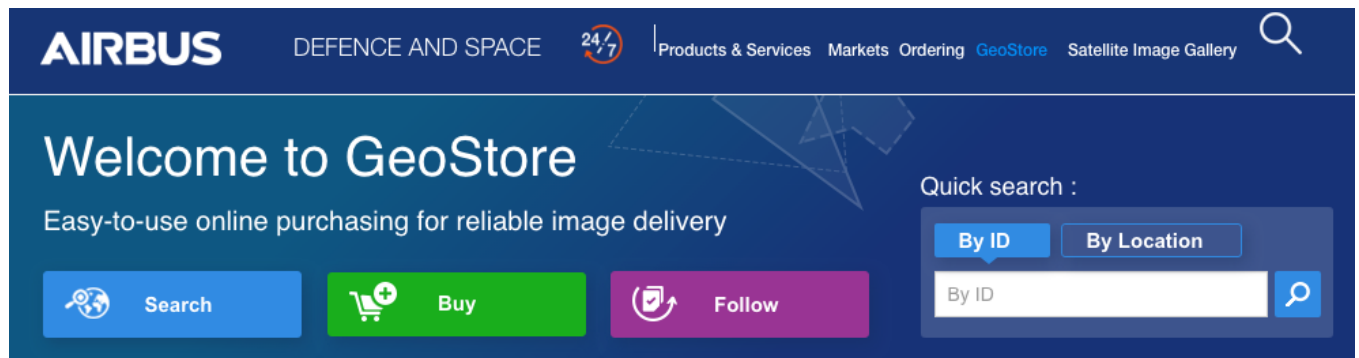 AIRBUS DEFENCE AND SPACE 24/7 Products & Services Markets Ordering GeoStore Satellite Image Gallery
Welcome to GeoStore
Easy-to-use online purchasing for reliable image delivery
Search Buy Follow
Quick search :
By ID By Location
By ID